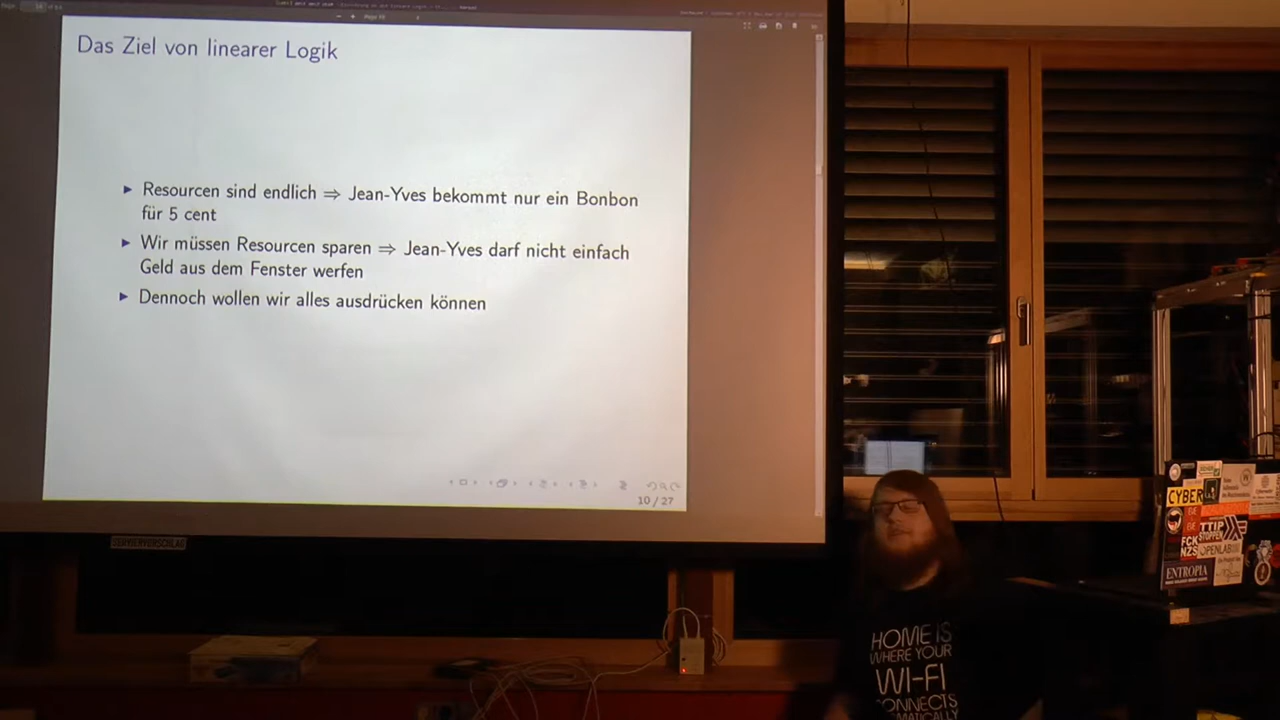 Das Ziel von linearer Logik
▶ Resourcen sind endlich ⇒ Jean-Yves bekommt nur ein Bonbon
für 5 cent
▶ Wir müssen Resourcen sparen ⇒ Jean-Yves darf nicht einfach
Geld aus dem Fenster werfen
▶ Dennoch wollen wir alles ausdrücken können
10 / 27
HOME IS
WHERE YOUR
WI-FI
CONNECTS
CYBER
TTIP
STOPPEN
FCK
NZS
OPENLAB
ENTROPIA